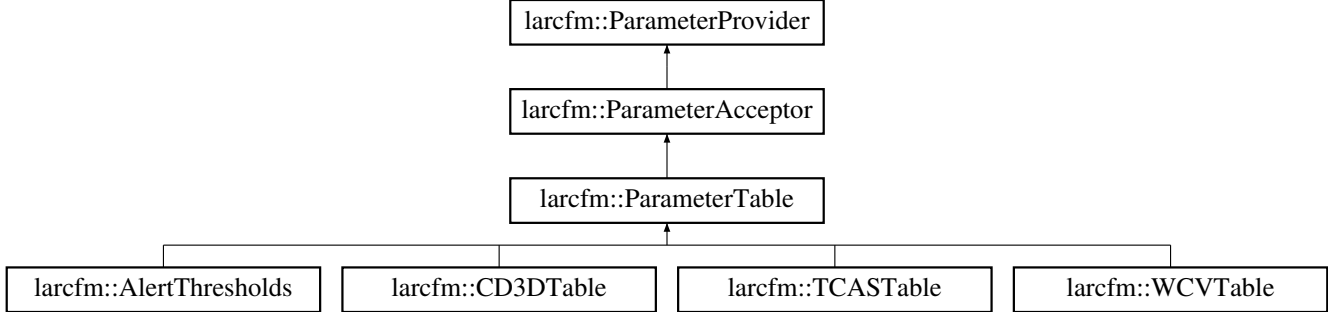 larcfm::ParameterProvider
larcfm::ParameterAcceptor
larcfm::ParameterTable
larcfm::AlertThresholds
larcfm::CD3DTable
larcfm::TCASTable
larcfm::WCVTable